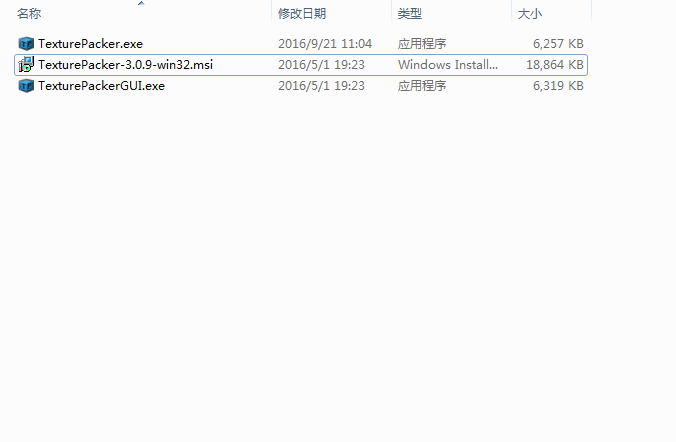 名称 修改日期 类型 大小
TexturePacker.exe 2016/9/21 11:04 应用程序 6,257 KB
TexturePacker-3.0.9-win32.msi 2016/5/1 19:23 Windows Install... 18,864 KB
TexturePackerGUI.exe 2016/5/1 19:23 应用程序 6,319 KB